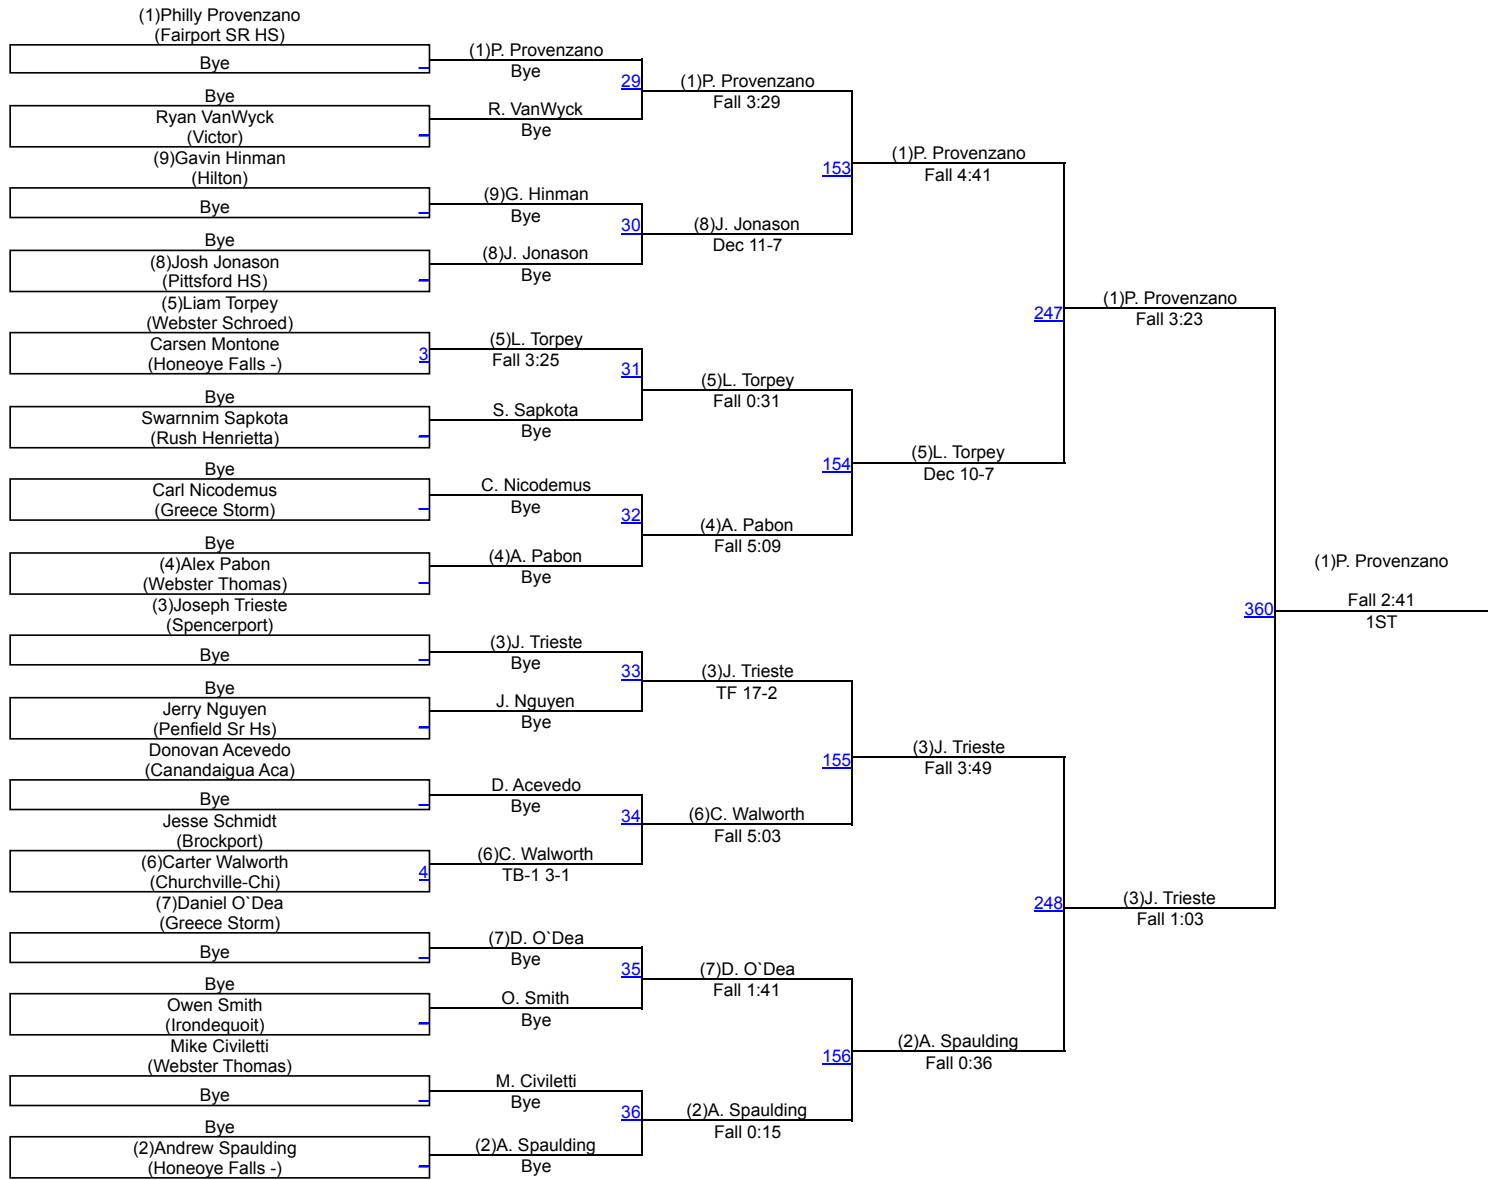 (1)Philly Provenzano
(Fairport SR HS)
Bye
Bye
Ryan VanWyck
(Victor)
(9)Gavin Hinman
(Hilton)
Bye
Bye
(8)Josh Jonason
(Pittsford HS)
(5)Liam Torpey
(Webster Schroed)
Carsen Montone
(Honeoye Falls -)
3
Bye
Swarnnim Sapkota
(Rush Henrietta)
Bye
Carl Nicodemus
(Greece Storm)
Bye
(4)Alex Pabon
(Webster Thomas)
(3)Joseph Trieste
(Spencerport)
Bye
Bye
Jerry Nguyen
(Penfield Sr Hs)
Donovan Acevedo
(Canandaigua Aca)
Bye
Jesse Schmidt
(Brockport)
(6)Carter Walworth
(Churchville-Chi)
4
(7)Daniel O`Dea
(Greece Storm)
Bye
Bye
Owen Smith
(Irondequoit)
Mike Civiletti
(Webster Thomas)
Bye
Bye
(2)Andrew Spaulding
(Honeoye Falls -)
(1)P. Provenzano
Bye
29
R. VanWyck
Bye
(9)G. Hinman
Bye
30
(8)J. Jonason
Bye
(5)L. Torpey
Fall 3:25
31
S. Sapkota
Bye
C. Nicodemus
Bye
32
(4)A. Pabon
Bye
(3)J. Trieste
Bye
33
J. Nguyen
Bye
D. Acevedo
Bye
34
(6)C. Walworth
TB-1 3-1
(7)D. O`Dea
Bye
35
O. Smith
Bye
M. Civiletti
Bye
36
(2)A. Spaulding
Bye
(1)P. Provenzano
Fall 3:29
153
(8)J. Jonason
Dec 11-7
(5)L. Torpey
Fall 0:31
154
(4)A. Pabon
Fall 5:09
(3)J. Trieste
TF 17-2
155
(6)C. Walworth
Fall 5:03
(7)D. O`Dea
Fall 1:41
156
(2)A. Spaulding
Fall 0:15
(1)P. Provenzano
Fall 4:41
247
(5)L. Torpey
Dec 10-7
(3)J. Trieste
Fall 3:49
248
(2)A. Spaulding
Fall 0:36
(1)P. Provenzano
Fall 3:23
360
(3)J. Trieste
Fall 1:03
(1)P. Provenzano
Fall 2:41
1ST